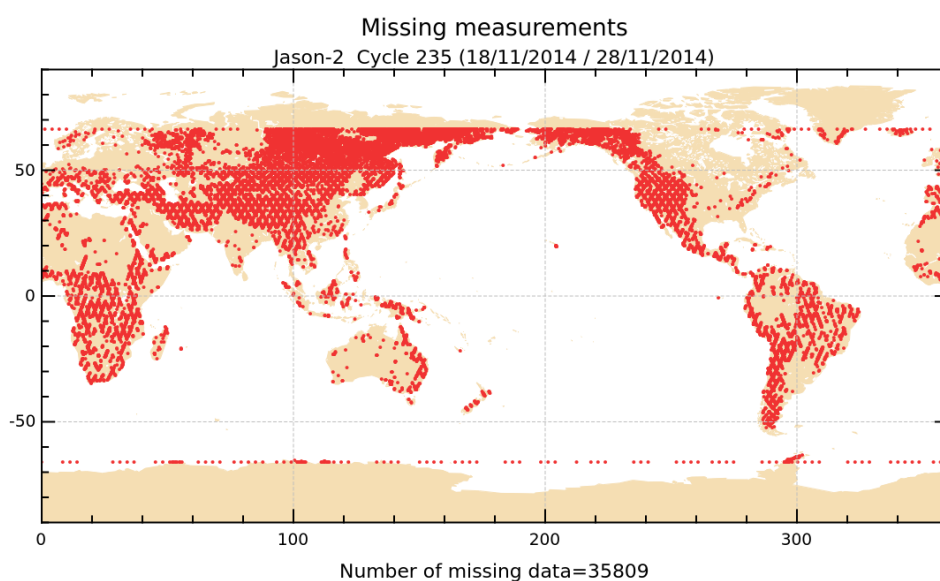 Missing measurements
Jason-2  Cycle 235 (18/11/2014 / 28/11/2014)
50
0
-50
0 100 200 300
Number of missing data=35809